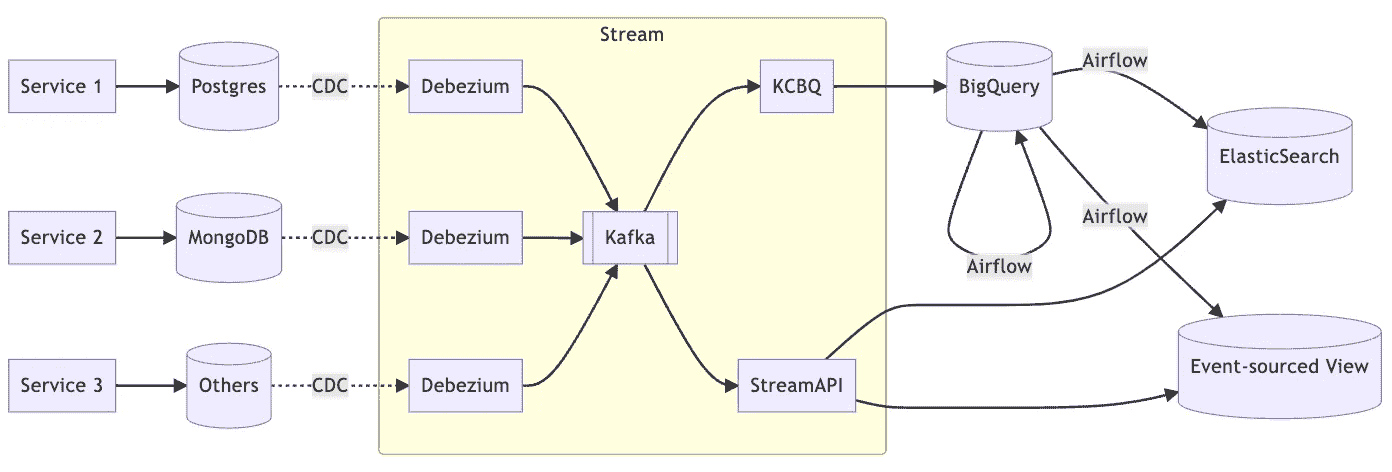 Stream
Service 1
Postgres
CDC
Debezium
KCBQ
BigQuery
Airflow
ElasticSearch
Service 2
MongoDB
CDC
Debezium
Kafka
Airflow
Airflow
Service 3
Others
CDC
Debezium
StreamAPI
Event-sourced View